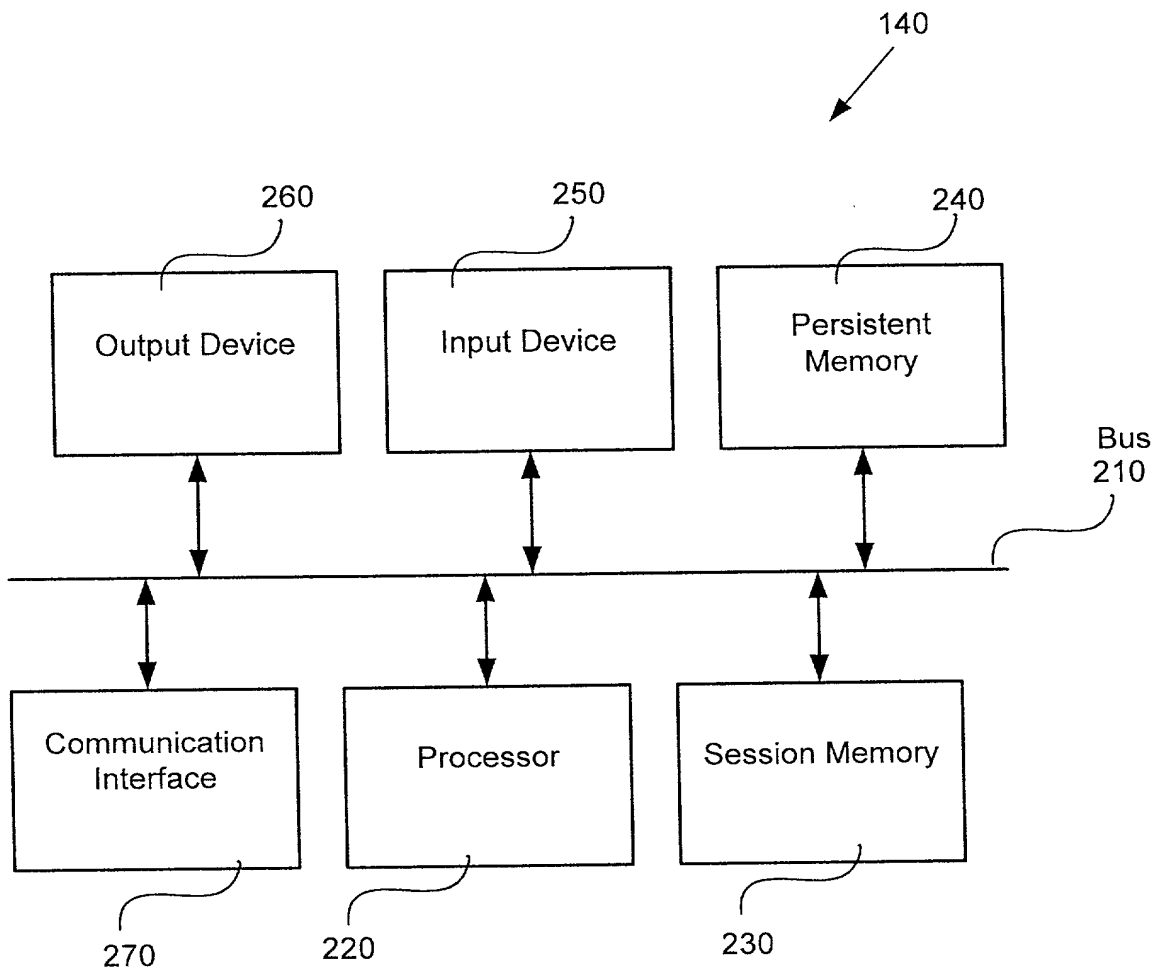 140
260
250
240
Output Device
Input Device
Persistent
Memory
Bus
210
Communication
Interface
Processor
Session Memory
270
220
230